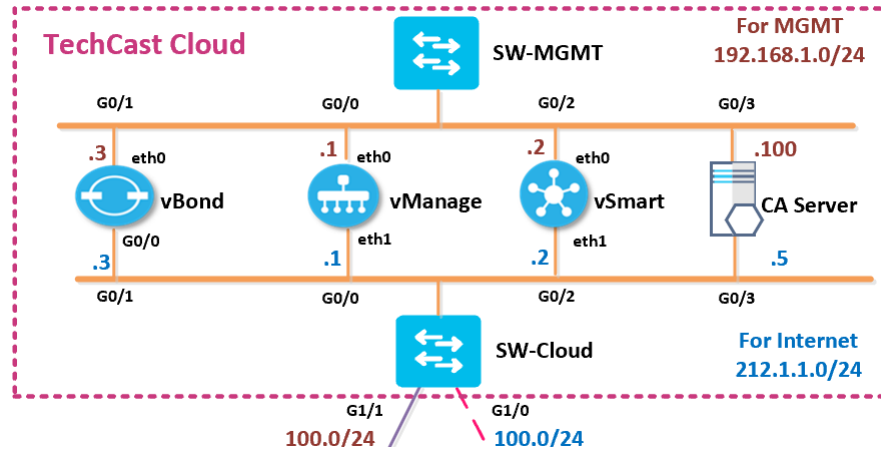 TechCast Cloud
SW-MGMT
For MGMT
192.168.1.0/24
G0/1
G0/0
G0/2
G0/3
.3
eth0
.1
eth0
.2
eth0
.100
vBond
vManage
vSmart
CA Server
G0/0
eth1
eth1
.3
.1
.2
.5
G0/1
G0/0
G0/2
G0/3
SW-Cloud
For Internet
212.1.1.0/24
G1/1
G1/0
100.0/24
100.0/24